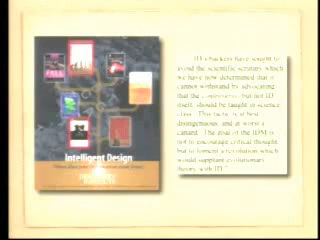 Intelligent Design
ID's backers have sought to
avoid the scientific scrutiny which
we have now determined that it
cannot withstand by advocating
that the controversy, but not ID
itself, should be taught in science
class. This tactic is at best
disingenuous, and at worst a
canard. The goal of the IDM is
not to encourage critical thought,
but to foment a revolution which
would supplant evolutionary
theory with ID."